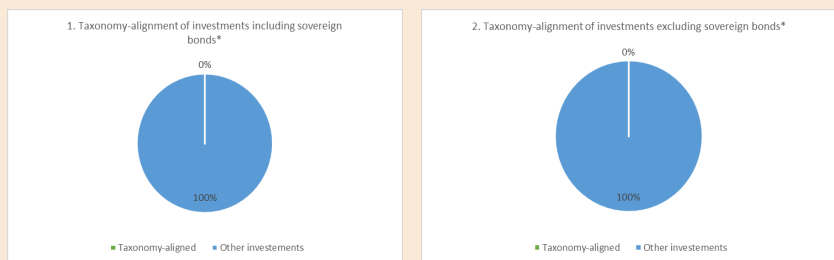 1. Taxonomy-alignment of investments including sovereign
bonds*
0%
100%
Taxonomy-aligned
Other investements
2. Taxonomy-alignment of investments excluding sovereign bonds*
0%
100%
Taxonomy-aligned
Other investements